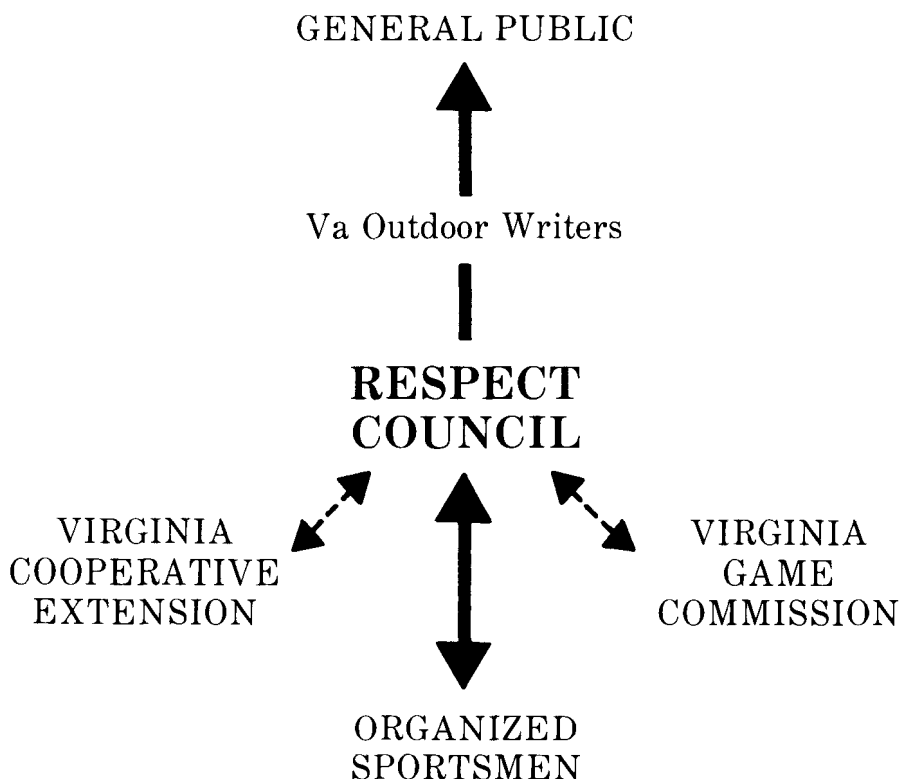 GENERAL PUBLIC
Va Outdoor Writers
RESPECT
COUNCIL
VIRGINIA
COOPERATIVE
EXTENSION
VIRGINIA
GAME
COMMISSION
ORGANIZED
SPORTSMEN